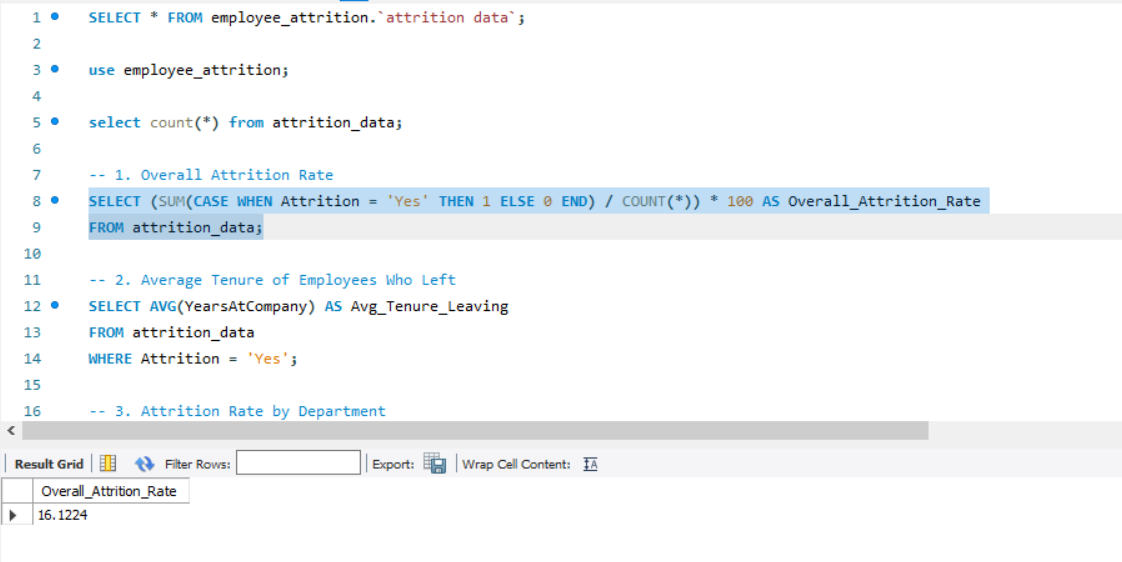 1 SELECT * FROM employee_attrition.`attrition data`;
2
3 use employee_attrition;
4
5 select count(*) from attrition_data;
6
7 -- 1. Overall Attrition Rate
8 SELECT (SUM(CASE WHEN Attrition = 'Yes' THEN 1 ELSE 0 END) / COUNT(*)) * 100 AS Overall_Attrition_Rate
9 FROM attrition_data;
10
11 -- 2. Average Tenure of Employees Who Left
12 SELECT AVG(YearsAtCompany) AS Avg_Tenure_Leaving
13 FROM attrition_data
14 WHERE Attrition = 'Yes';
15
16 -- 3. Attrition Rate by Department
Result Grid Filter Rows: Export: Wrap Cell Content: IA
Overall_Attrition_Rate
16.1224